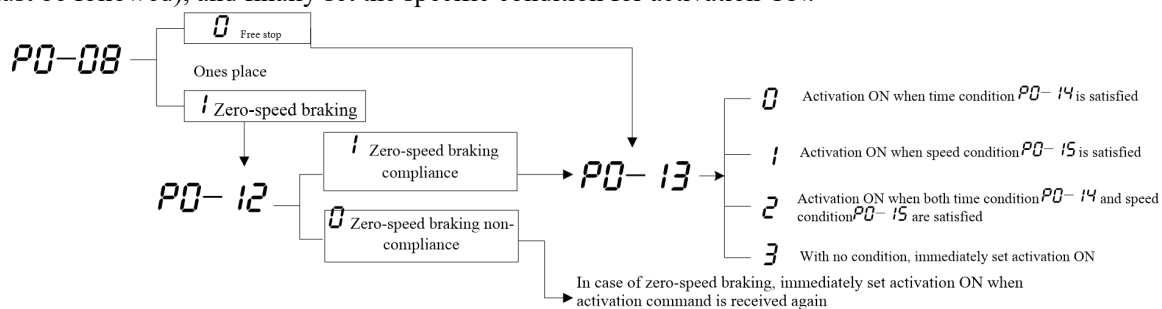 must be followed), and finally set the specific condition for activation ON.
0 Free stop
P0-08
Ones place
1 Zero-speed braking
P0-12
1 Zero-speed braking
compliance
0 Zero-speed braking non-
compliance
P0-13
0 Activation ON when time condition P0-14 is satisfied
1 Activation ON when speed condition P0-15 is satisfied
2 Activation ON when both time condition P0-14 and speed
condition P0-15 are satisfied
3 With no condition, immediately set activation ON
In case of zero-speed braking, immediately set activation ON when
activation command is received again